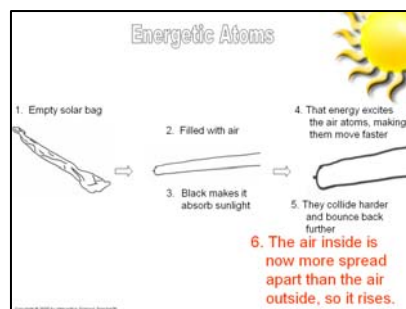 Energetic Atoms
1. Empty solar bag
2. Filled with air
3. Black makes it
absorb sunlight
4. That energy excites
the air atoms, making
them move faster
5. They collide harder
and bounce back
further
6. The air inside is
now more spread
apart than the air
outside, so it rises.